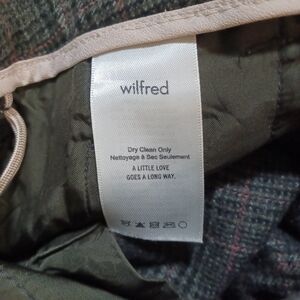 wilfred
Dry Clean Only
Nettoyage à Sec Seulement
A LITTLE LOVE
GOES A LONG WAY.